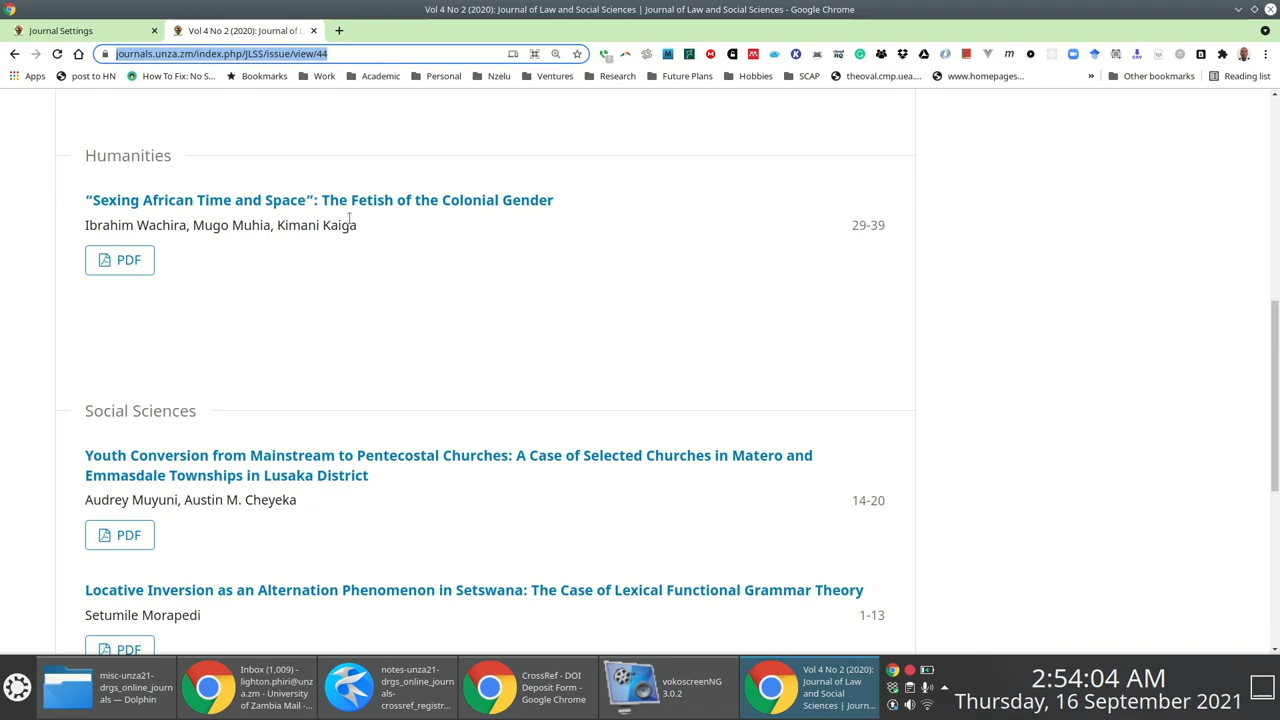 Vol 4 No 2 (2020): Journal of Law and Social Sciences | Journal of Law and Social Sciences - Google Chrome
Journal Settings
Vol 4 No 2 (2020): Journal of L
journals.unza.zm/index.php/JLSS/issue/view/44
Apps
post to HN
How To Fix: No S...
Bookmarks
Work
Academic
Personal
Nzelu
Ventures
Research
Future Plans
Hobbies
SCAP
theoval.cmp.uea....
www.homepages...
»
Other bookmarks
Reading list
Humanities
“Sexing African Time and Space”: The Fetish of the Colonial Gender
Ibrahim Wachira, Mugo Muhia, Kimani Kaiga
29-39
PDF
Social Sciences
Youth Conversion from Mainstream to Pentecostal Churches: A Case of Selected Churches in Matero and
Emmasdale Townships in Lusaka District
Audrey Muyuni, Austin M. Cheyeka
14-20
PDF
Locative Inversion as an Alternation Phenomenon in Setswana: The Case of Lexical Functional Grammar Theory
Setumile Morapedi
1-13
PDF
misc-unza21-
drgs_online_journ
als — Dolphin
Inbox (1,009) -
lighton.phiri@unz
a.zm - University
of Zambia Mail -...
notes-unza21-
drgs_online_journ
als-
crossref_registr...
CrossRef - DOI
Deposit Form -
Google Chrome
vokoscreenNG
3.0.2
Vol 4 No 2 (2020):
Journal of Law
and Social
Sciences | Journ...
2:54:04 AM
Thursday, 16 September 2021